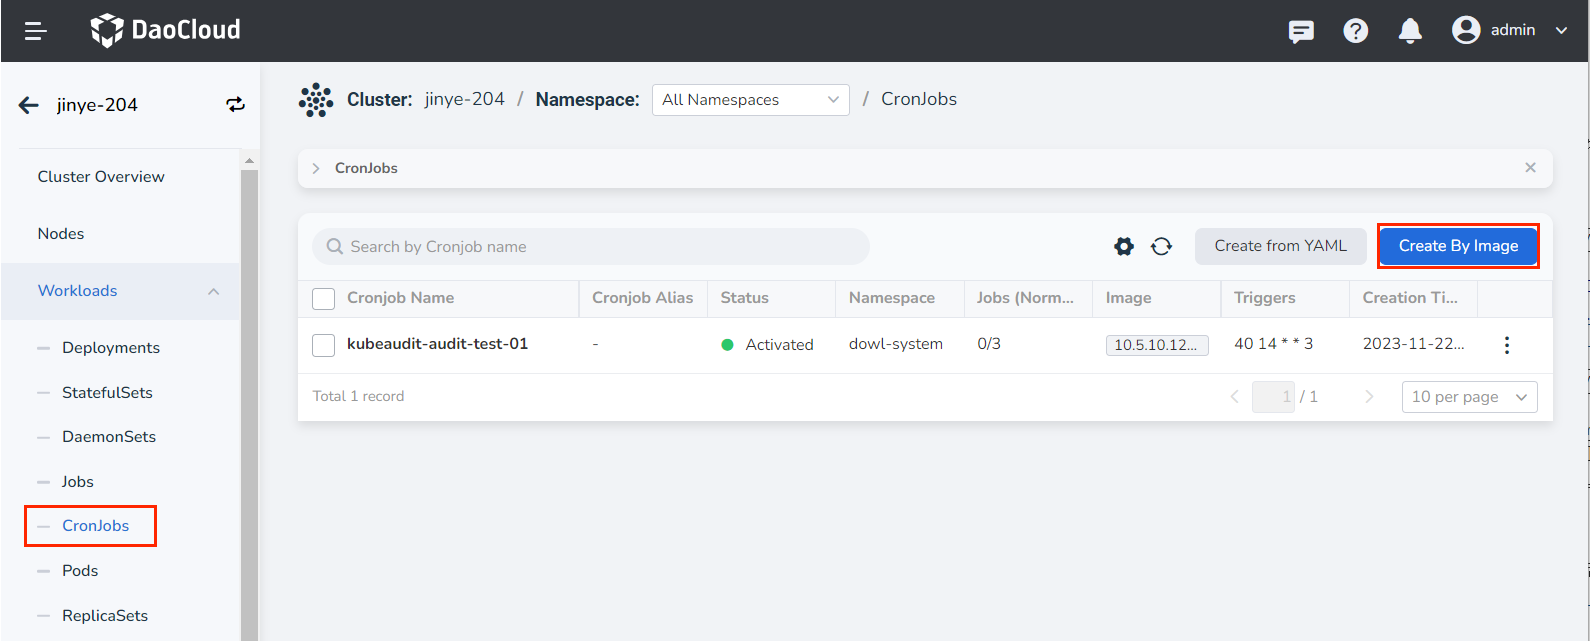 DaoCloud
admin
jinye-204
Cluster: jinye-204 / Namespace: All Namespaces / CronJobs
Cluster Overview
Nodes
Workloads
Deployments
StatefulSets
DaemonSets
Jobs
CronJobs
Pods
ReplicaSets
CronJobs
Search by Cronjob name
Create from YAML
Create By Image
Cronjob Name Cronjob Alias Status Namespace Jobs (Norm... Image Triggers Creation Ti...
kubeaudit-audit-test-01 - Activated dowl-system 0/3 10.5.10.12... 40 14 * * 3 2023-11-22...
Total 1 record
1 / 1
10 per page